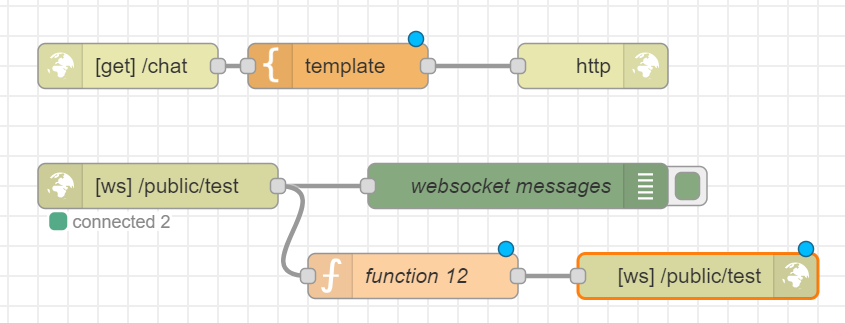 [get] /chat
template
http
[ws] /public/test
websocket messages
connected 2
function 12
[ws] /public/test